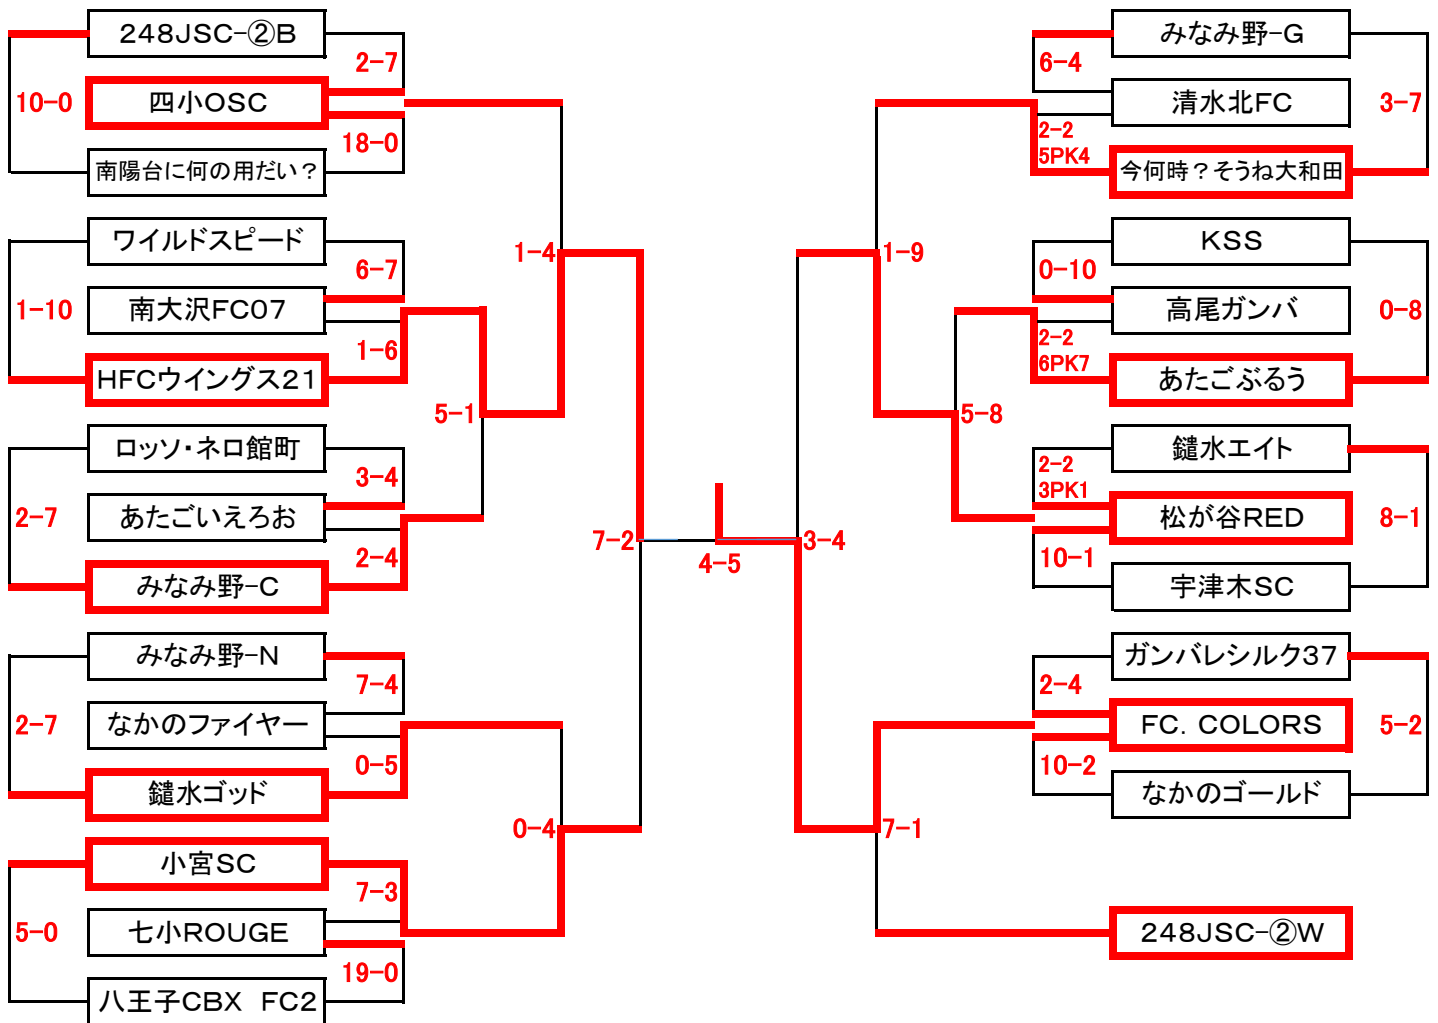 248JSC-②B
2-7
10-0
四小OSC
18-0
南陽台に何の用だい？
ワイルドスピード
6-7
1-10
南大沢FC07
1-6
HFCウイングス21
5-1
1-4
ロッソ・ネロ館町
3-4
2-7
あたごいえろお
2-4
みなみ野-C
7-2
みなみ野-N
7-4
2-7
なかのファイヤー
0-5
鑓水ゴッド
0-4
小宮SC
7-3
5-0
七小ROUGE
19-0
八王子CBX FC2
4-5
みなみ野-G
6-4
清水北FC
3-7
2-2
5PK4
今何時？そうね大和田
1-9
KSS
0-10
高尾ガンバ
0-8
2-2
6PK7
あたごぶるう
5-8
鑓水エイト
2-2
3PK1
松が谷RED
8-1
10-1
宇津木SC
3-4
ガンバレシルク37
2-4
FC. COLORS
5-2
10-2
なかのゴールド
7-1
248JSC-②W